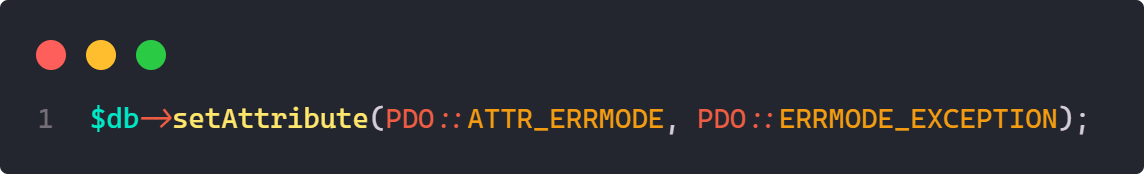 1 $db->setAttribute(PDO::ATTR_ERRMODE, PDO::ERRMODE_EXCEPTION);